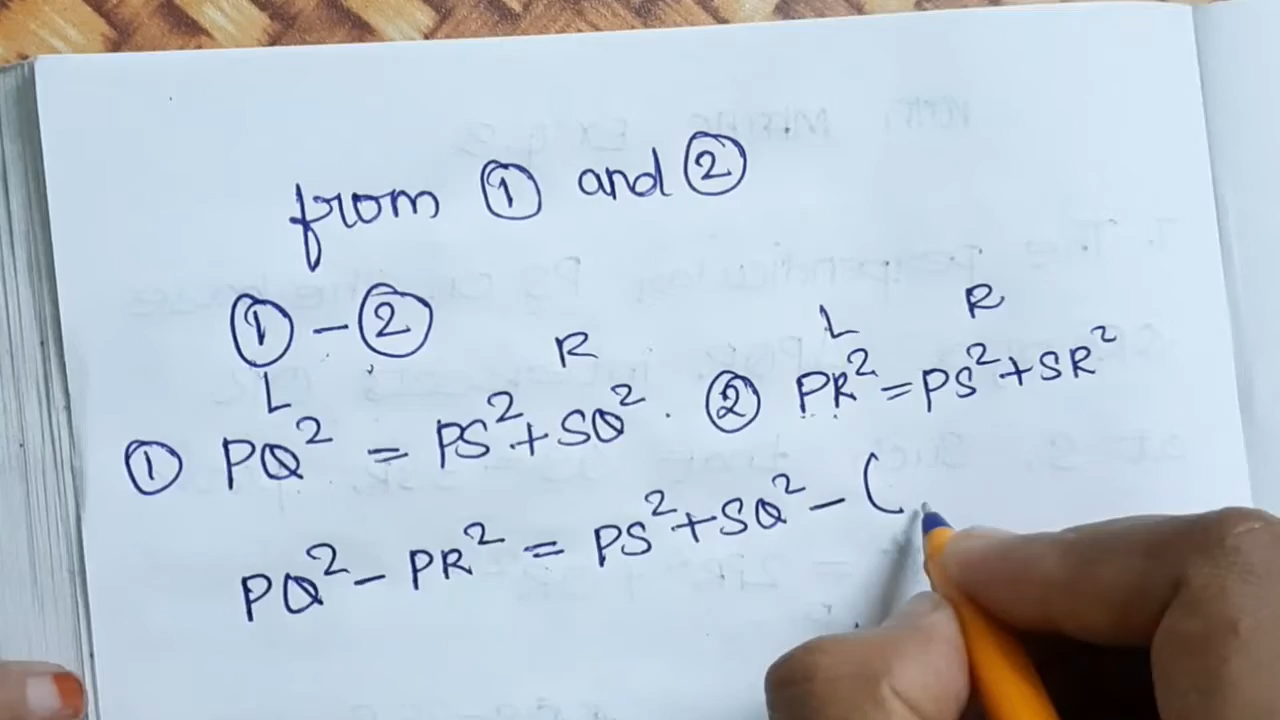 from ① and ②
① - ②
L R L R
① PQ² = PS² + SQ². ② PR² = PS² + SR²
PQ² - PR² = PS² + SQ² - (